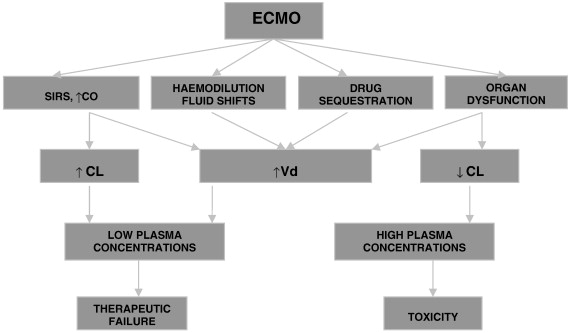 ECMO
SIRS, ↑CO
HAEMODILUTION
FLUID SHIFTS
DRUG
SEQUESTRATION
ORGAN
DYSFUNCTION
↑ CL
↑Vd
↓ CL
LOW PLASMA
CONCENTRATIONS
HIGH PLASMA
CONCENTRATIONS
THERAPEUTIC
FAILURE
TOXICITY